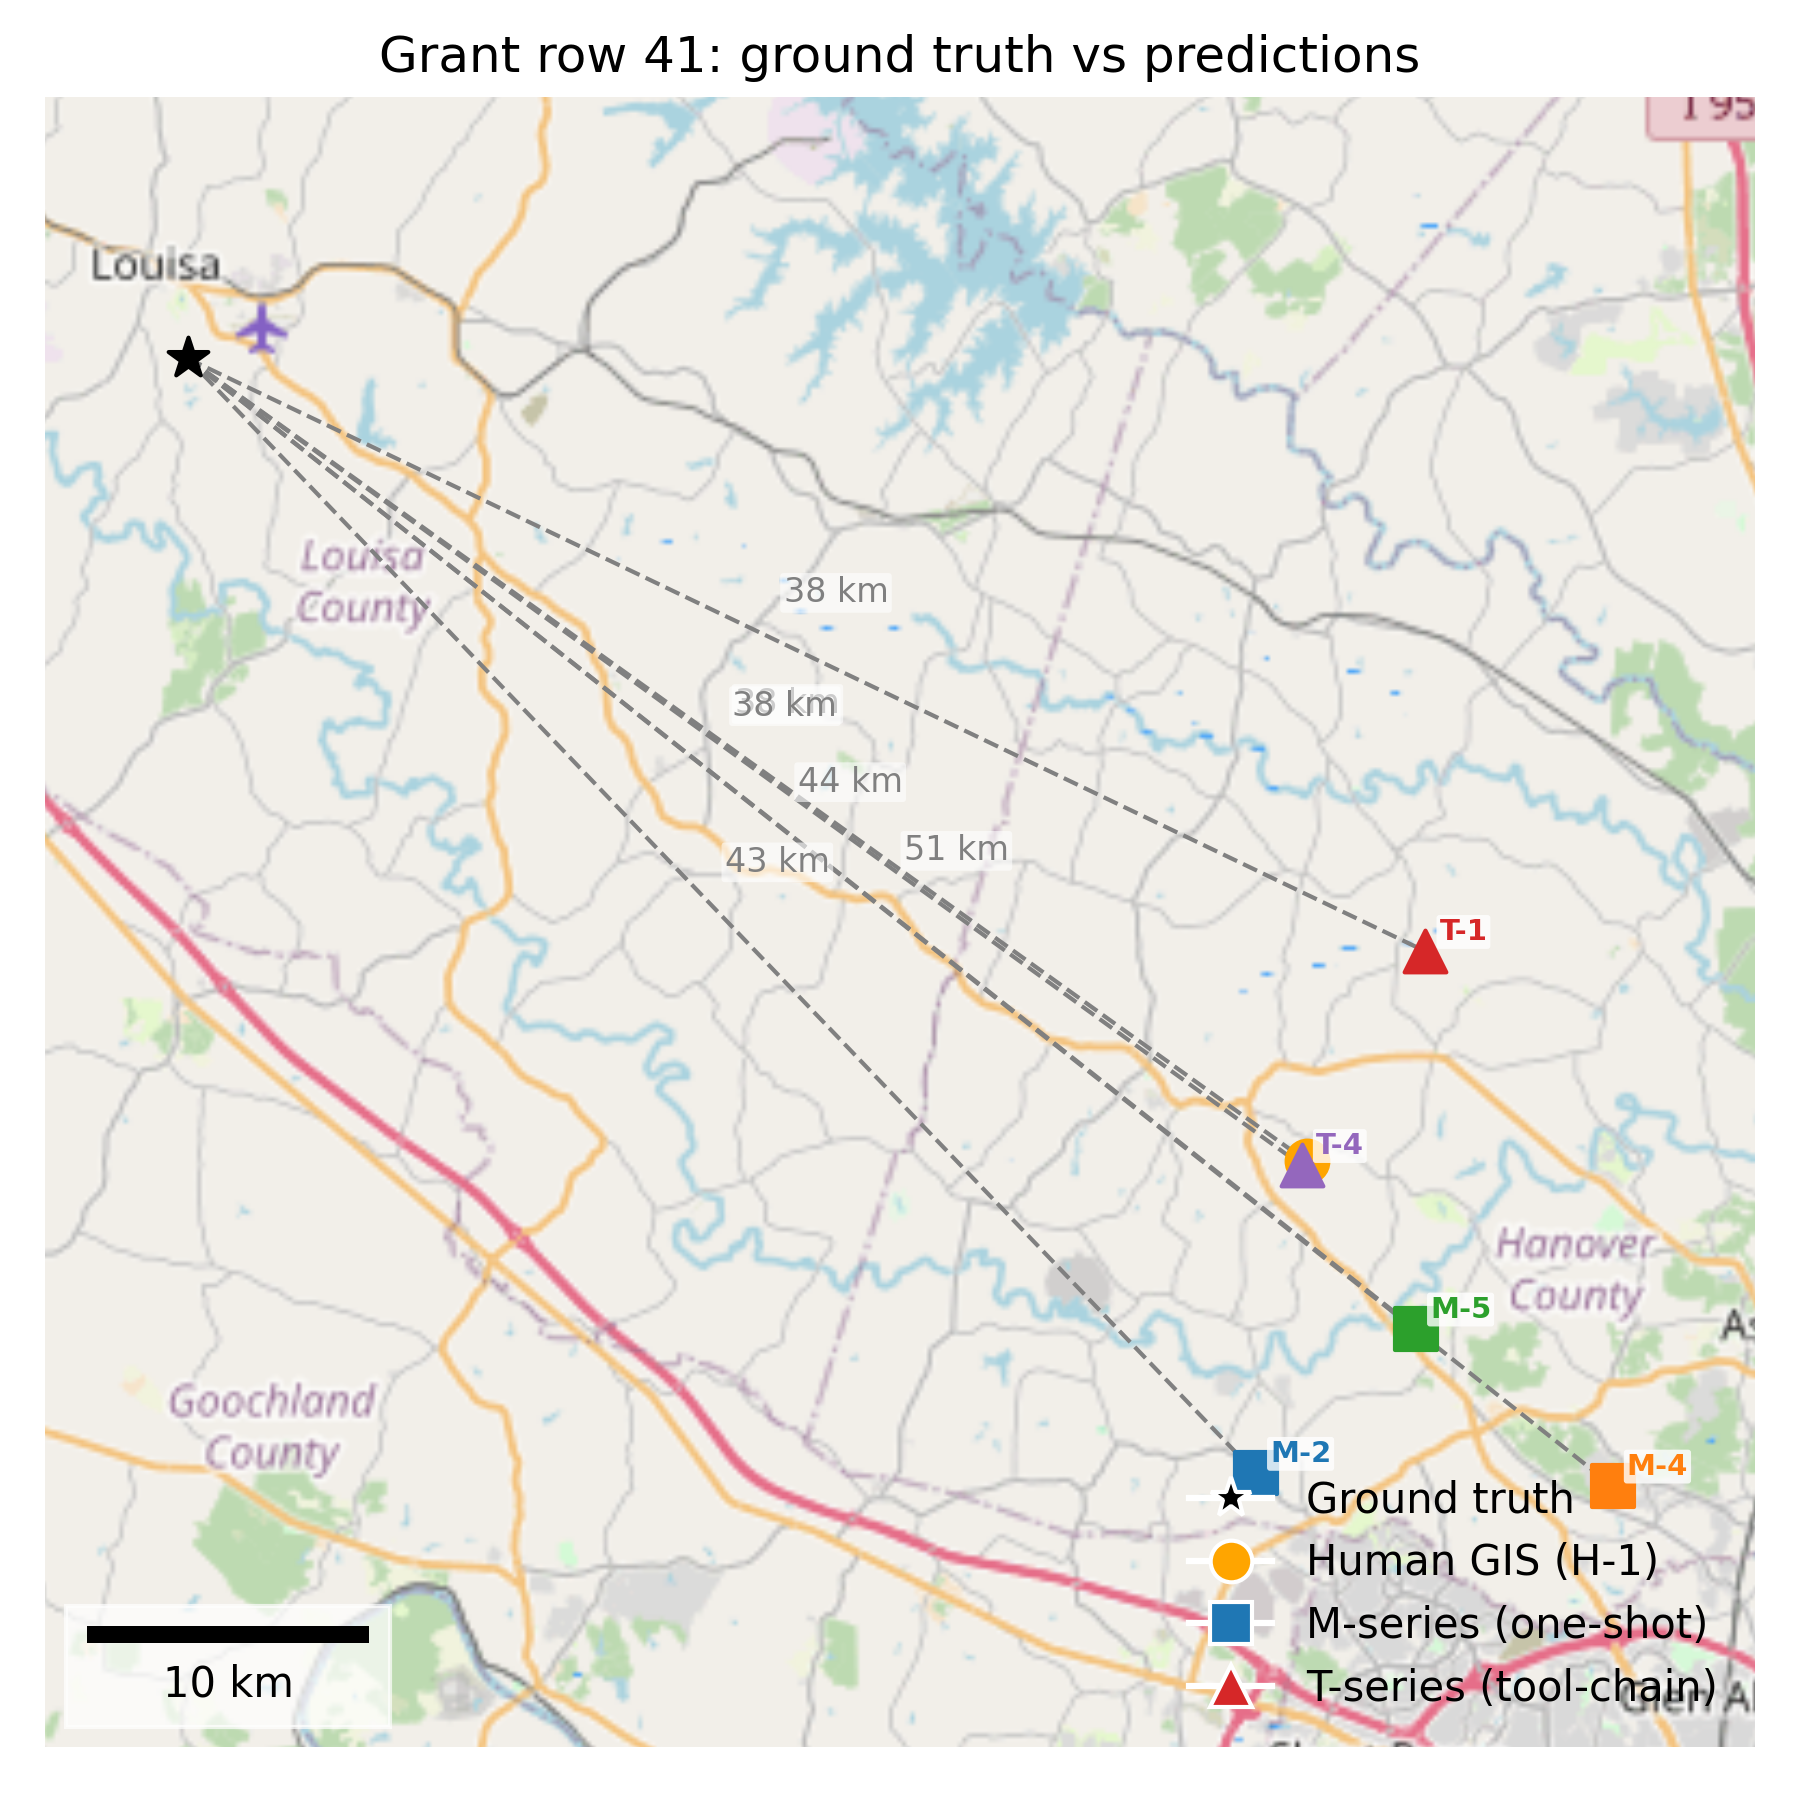 Grant row 41: ground truth vs predictions
I 95
Louisa
Louisa
County
38 km
38 km
44 km
51 km
43 km
T-1
T-4
Hanover
County
M-5
As
Goochland
County
M-2
M-4
Ground truth
Human GIS (H-1)
M-series (one-shot)
T-series (tool-chain)
10 km
Glen Al